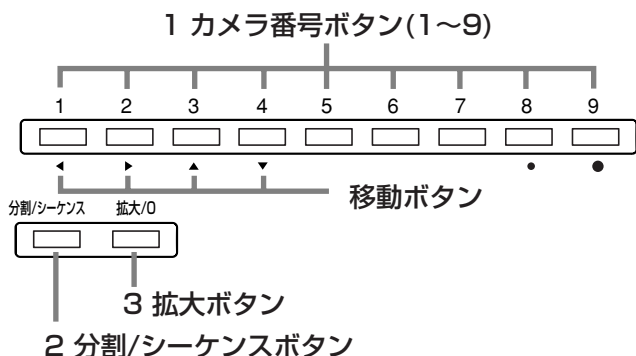 1 カメラ番号ボタン(1～9)
1 2 3 4 5 6 7 8 9
移動ボタン
分割/シーケンス 拡大/0
3 拡大ボタン
2 分割/シーケンスボタン